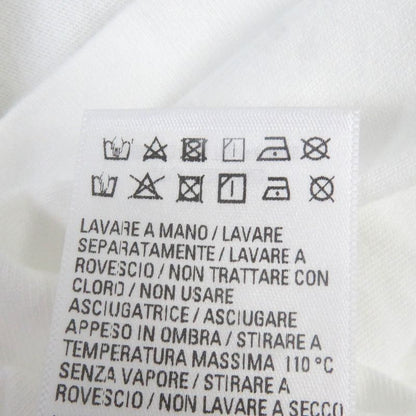 LAVARE A MANO / LAVARE
SEPARATAMENTE / LAVARE A
ROVESCIO / NON TRATTARE CON
CLORO / NON USARE
ASCIUGATRICE / ASCIUGARE
APPESO IN OMBRA / STIRARE A
TEMPERATURA MASSIMA 110 °C
SENZA VAPORE / STIRARE A
ROVESCIO / NON LAVARE A SECCO